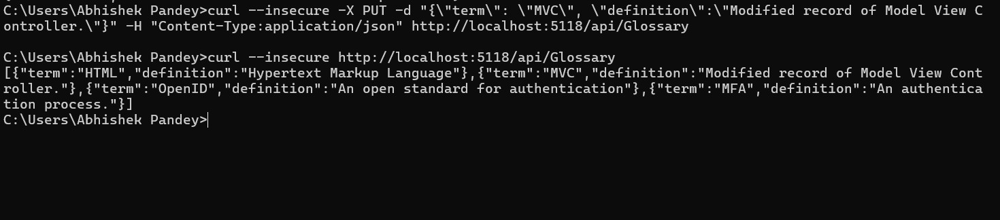 C:\Users\Abhishek Pandey>curl --insecure -X PUT -d "{\"term\": \"MVC\", \"definition\":\"Modified record of Model View C
ontroller.\"}" -H "Content-Type:application/json" http://localhost:5118/api/Glossary
C:\Users\Abhishek Pandey>curl --insecure http://localhost:5118/api/Glossary
[{"term":"HTML","definition":"Hypertext Markup Language"},{"term":"MVC","definition":"Modified record of Model View Cont
roller."},{"term":"OpenID","definition":"An open standard for authentication"},{"term":"MFA","definition":"An authentica
tion process."}]
C:\Users\Abhishek Pandey>